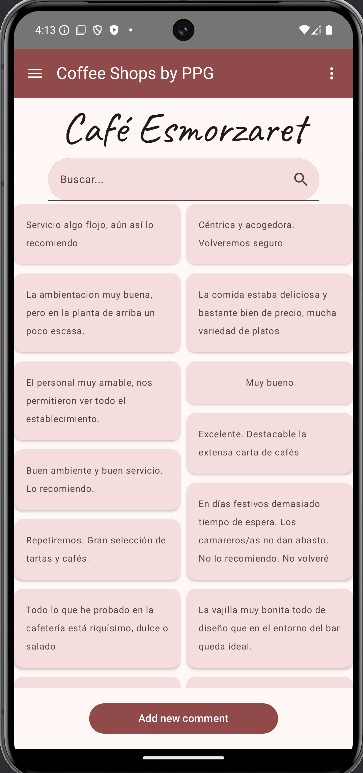 4:13
Coffee Shops by PPG
Café Esmorzaret
Buscar...
Servicio algo flojo, aún así lo
recomiendo
Céntrica y acogedora.
Volveremos seguro
La ambientacion muy buena,
pero en la planta de arriba un
poco escasa.
La comida estaba deliciosa y
bastante bien de precio, mucha
variedad de platos
El personal muy amable, nos
permitieron ver todo el
establecimiento.
Muy bueno
Excelente. Destacable la
extensa carta de cafés
Buen ambiente y buen servicio.
Lo recomiendo.
En días festivos demasiado
tiempo de espera. Los
camareros/as no dan abasto.
No lo recomiendo. No volveré
Repetiremos. Gran selección de
tartas y cafés.
Todo lo que he probado en la
cafetería está riquísimo, dulce o
salado.
La vajilla muy bonita todo de
diseño que en el entorno del bar
queda ideal.
Add new comment